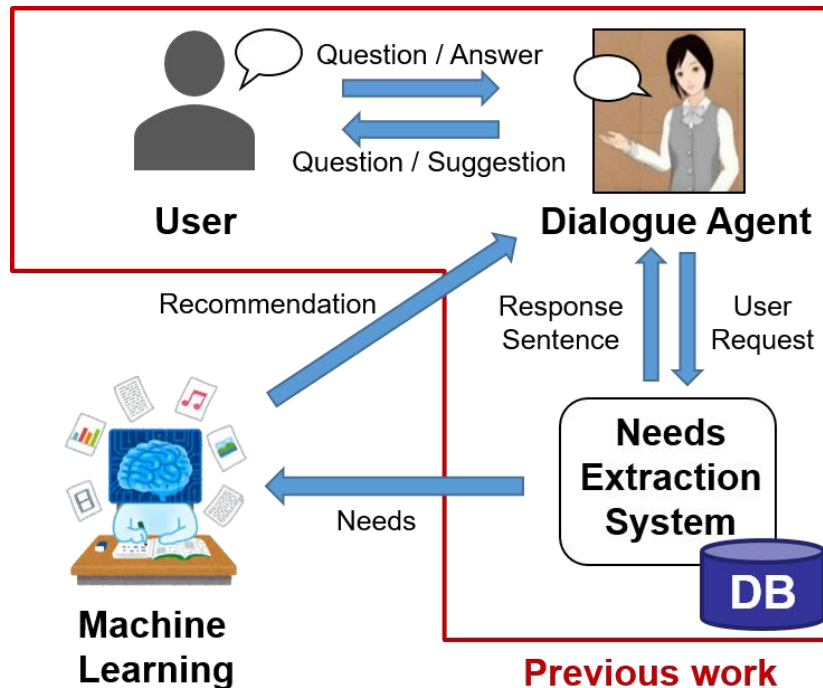 Question / Answer
Question / Suggestion
User
Dialogue Agent
Recommendation
Response
Sentence
User
Request
Needs
Extraction
System
DB
Needs
Machine
Learning
Previous work